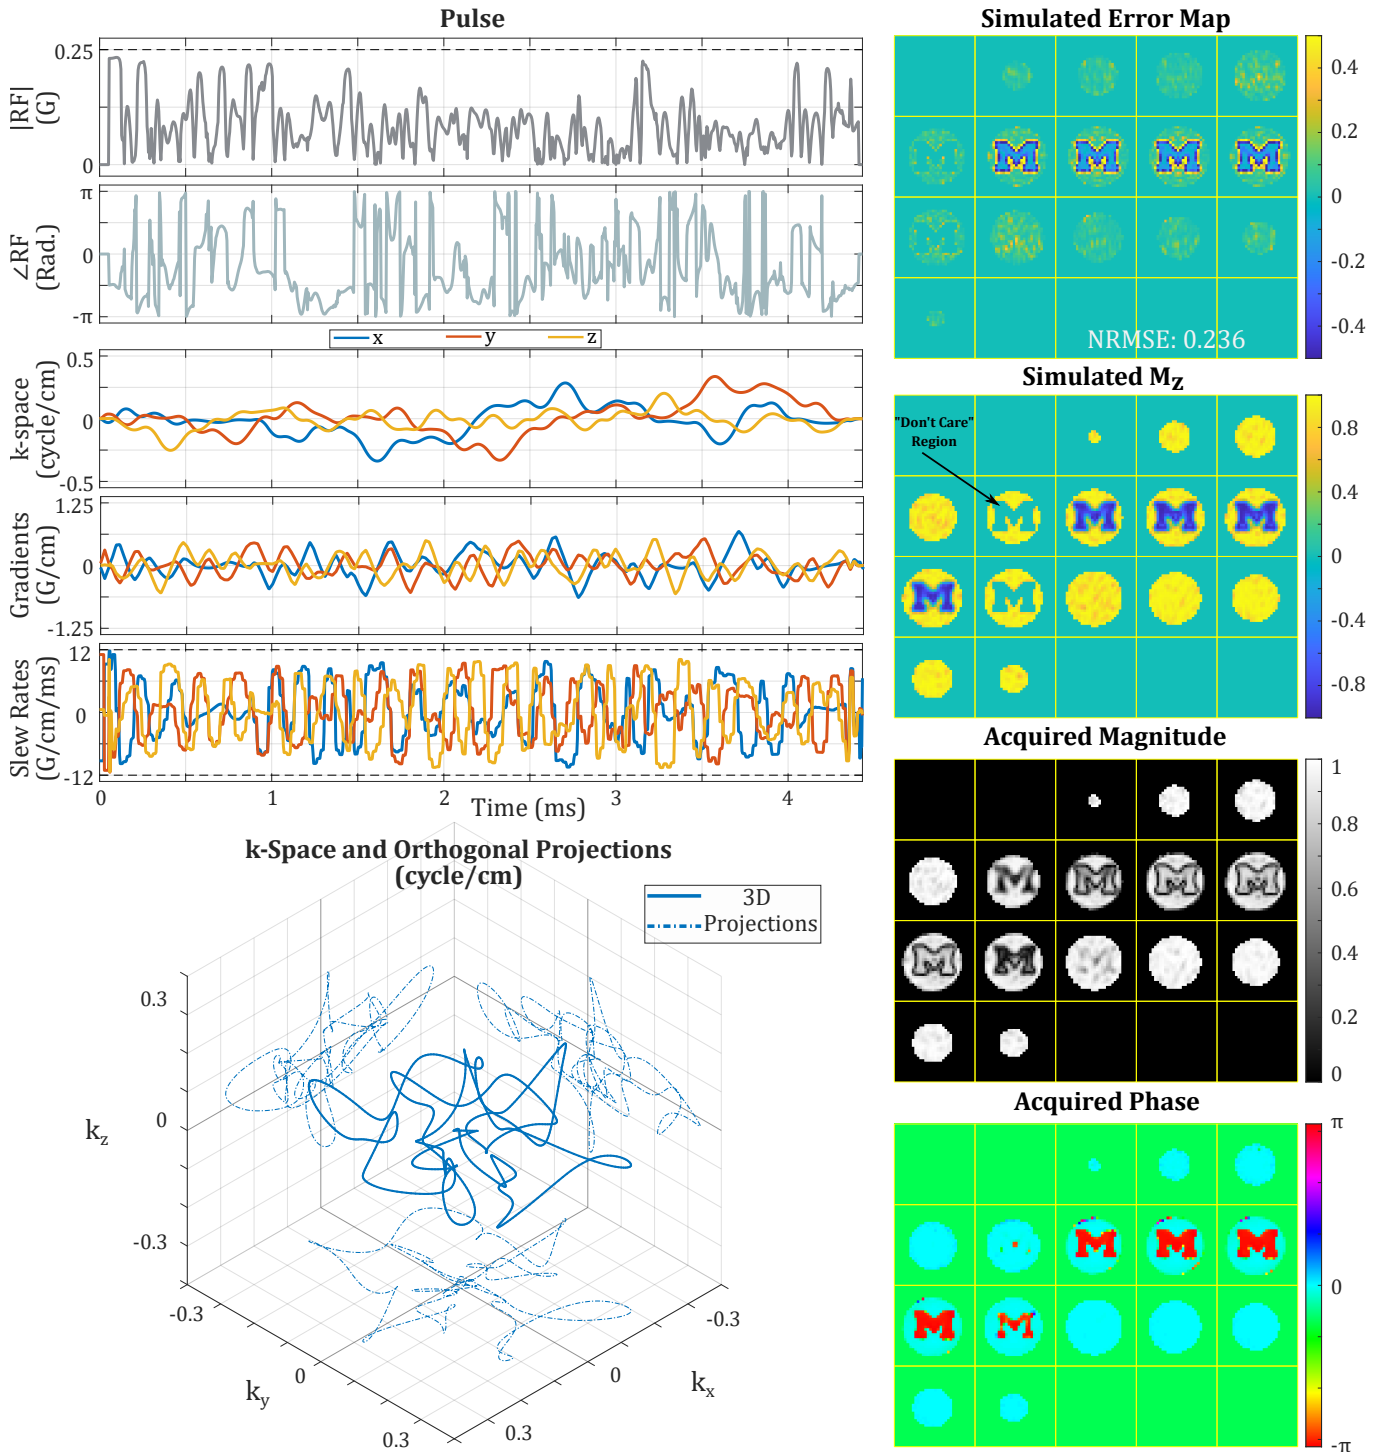 Pulse
0.25
0
|RF|
(G)
π
0
-π
∠RF
(Rad.)
x y z
0.5
0
-0.5
k-space
(cycle/cm)
1.25
0
-1.25
Gradients
(G/cm)
12
0
-12
Slew Rates
(G/cm/ms)
0 1 2 3 4
Time (ms)
k-Space and Orthogonal Projections
(cycle/cm)
3D
Projections
0.3
0
-0.3
kz
-0.3
0
0.3
ky
-0.3
0
0.3
kx
Simulated Error Map
M M M M M
M
NRMSE: 0.236
0.4
0.2
0
-0.2
-0.4
Simulated MZ
"Don't Care"
Region
M M M M
M M
0.8
0.4
0
-0.4
-0.8
Acquired Magnitude
M M M M
M M
1
0.8
0.6
0.4
0.2
0
Acquired Phase
M M M
M M
π
0
-π